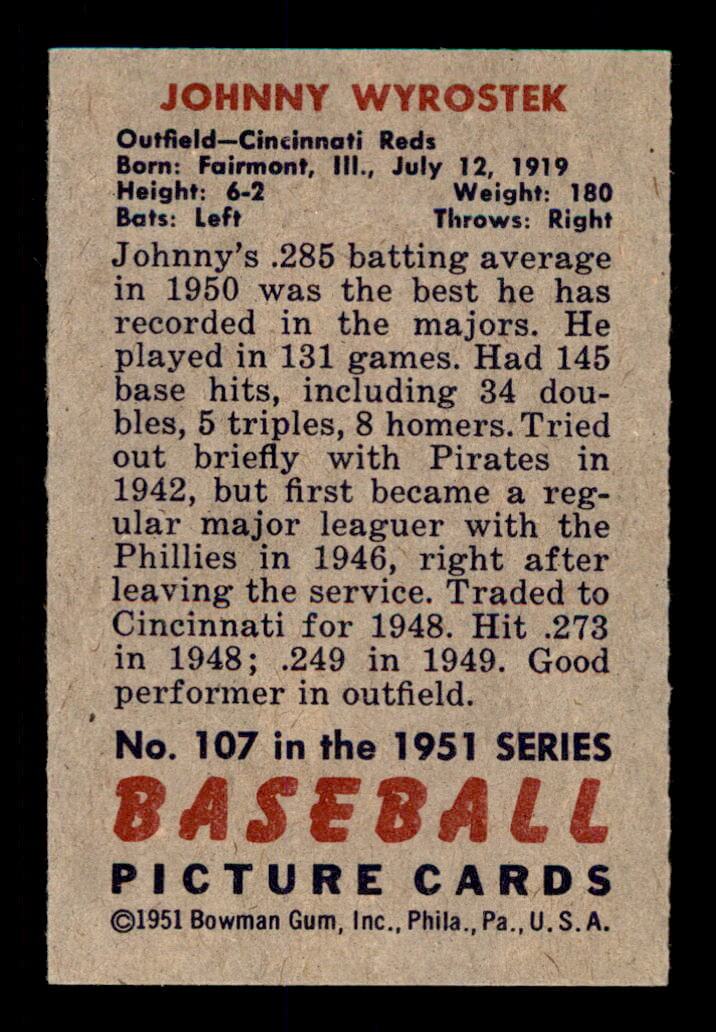 JOHNNY WYROSTEK
Outfield—Cincinnati Reds
Born: Fairmont, Ill., July 12, 1919
Height: 6-2 Weight: 180
Bats: Left Throws: Right
Johnny's .285 batting average
in 1950 was the best he has
recorded in the majors. He
played in 131 games. Had 145
base hits, including 34 dou-
bles, 5 triples, 8 homers. Tried
out briefly with Pirates in
1942, but first became a reg-
ular major leaguer with the
Phillies in 1946, right after
leaving the service. Traded to
Cincinnati for 1948. Hit .273
in 1948; .249 in 1949. Good
performer in outfield.
No. 107 in the 1951 SERIES
BASEBALL
PICTURE CARDS
©1951 Bowman Gum, Inc., Phila., Pa., U.S.A.